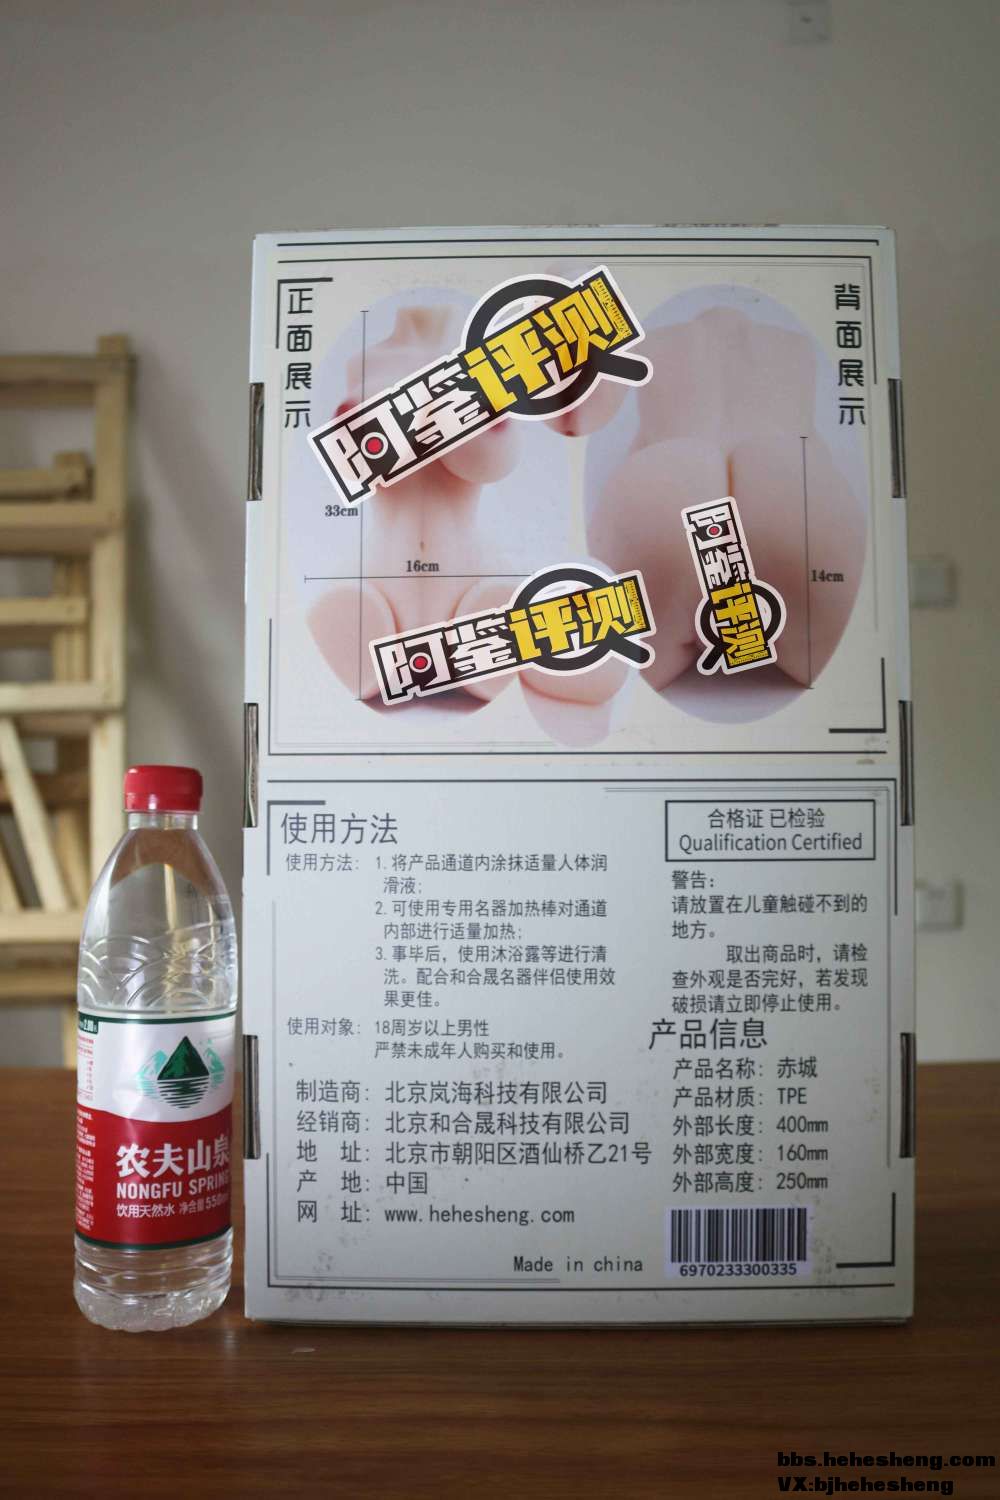 正面展示
背面展示
阿鉴评测
33cm
16cm
14cm
阿鉴评测
阿鉴评测
使用方法
使用方法：1.将产品通道内涂抹适量人体润
滑液；
2.可使用专用名器加热棒对通道
内部进行适量加热；
3.事毕后，使用沐浴露等进行清
洗。配合和合晟名器伴侣使用效
果更佳。
使用对象：18周岁以上男性
严禁未成年人购买和使用。
制造商：北京岚海科技有限公司
经销商：北京和合晟科技有限公司
地 址：北京市朝阳区酒仙桥乙21号
产 地：中国
网 址：www.hehesheng.com
Made in china
合格证 已检验
Qualification Certified
警告：
请放置在儿童触碰不到的
地方。
取出商品时，请检
查外观是否完好，若发现
破损请立即停止使用。
产品信息
产品名称：赤城
产品材质：TPE
外部长度：400mm
外部宽度：160mm
外部高度：250mm
6970233300335
农夫山泉
NONGFU SPRING
饮用天然水 净含量550ml
bbs.hehesheng.com
VX:bjhehesheng